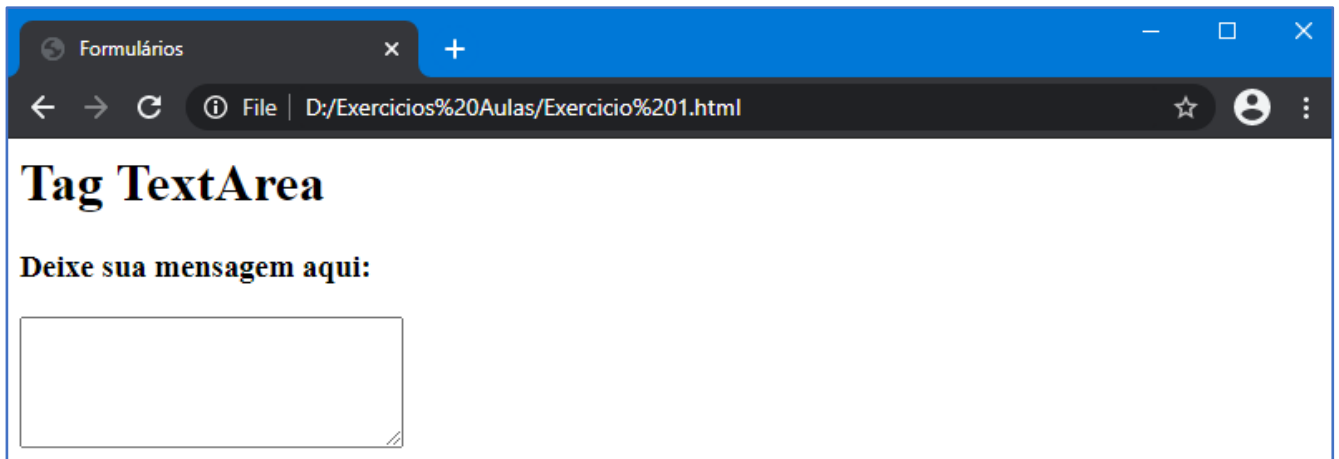 Formulários
File D:/Exercicios%20Aulas/Exercicio%201.html
Tag TextArea
Deixe sua mensagem aqui: